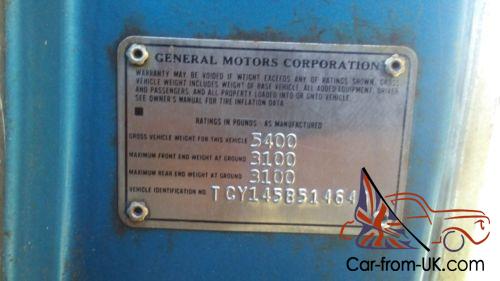 GENERAL MOTORS CORPORATION
WARRANTY MAY BE VOIDED IF WEIGHT EXCEEDS ANY OF RATINGS SHOWN. GROSS
VEHICLE WEIGHT INCLUDES WEIGHT OF BASE VEHICLE, ALL ADDED EQUIPMENT, DRIVER
AND PASSENGERS, AND ALL PROPERTY LOADED INTO OR ONTO VEHICLE.
SEE OWNER'S MANUAL FOR TIRE INFLATION DATA.
RATINGS IN POUNDS - AS MANUFACTURED
GROSS VEHICLE WEIGHT FOR THIS VEHICLE 5400
MAXIMUM FRONT END WEIGHT AT GROUND 3100
MAXIMUM REAR END WEIGHT AT GROUND 3100
VEHICLE IDENTIFICATION NO. TCY145B51464
Car-from-UK.com